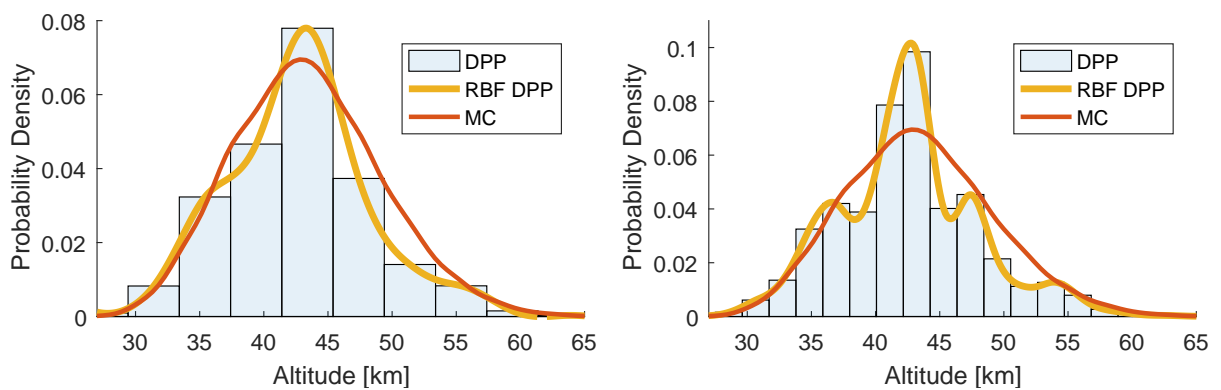 0.08
0.06
0.04
0.02
0
Probability Density
30 35 40 45 50 55 60 65
Altitude [km]
DPP
RBF DPP
MC
0.1
0.08
0.06
0.04
0.02
0
Probability Density
30 35 40 45 50 55 60 65
Altitude [km]
DPP
RBF DPP
MC